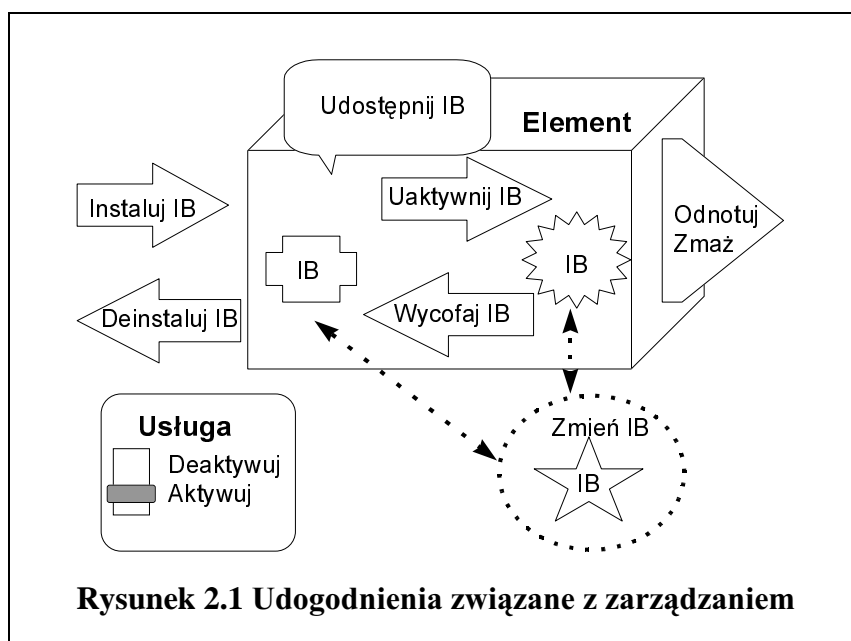 Udostępnij IB
Element
Instaluj IB
Uaktywnij IB
Odnotuj
Zmaż
IB
IB
Deinstaluj IB
Wycofaj IB
Usługa
Deaktywuj
Aktywuj
Zmień IB
IB
Rysunek 2.1 Udogodnienia związane z zarządzaniem